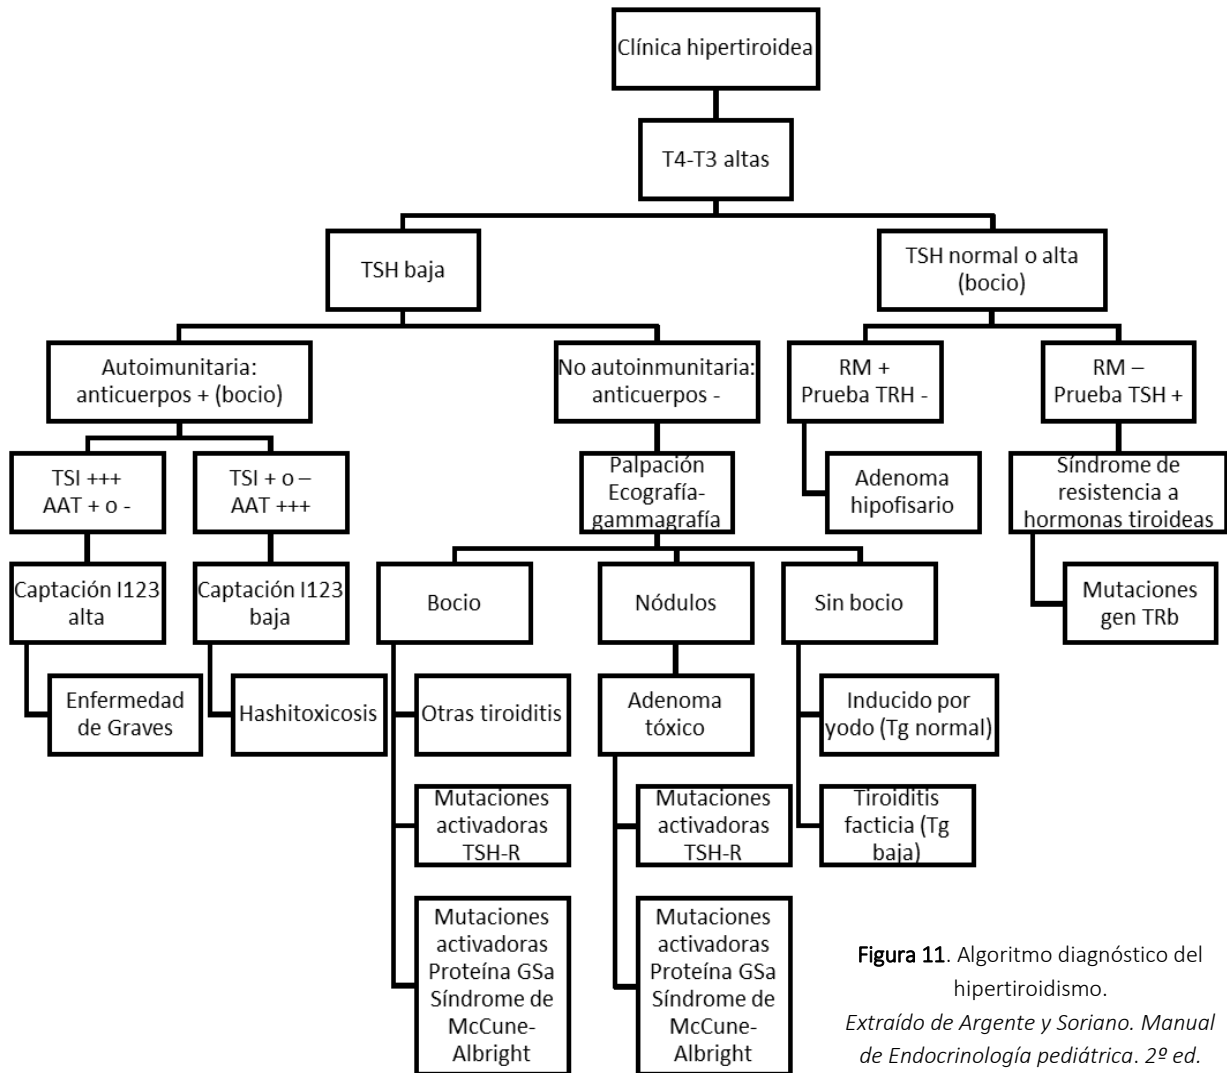 Clínica hipertiroidea
T4-T3 altas
TSH baja
TSH normal o alta
(bocio)
Autoimunitaria:
anticuerpos + (bocio)
No autoinmunitaria:
anticuerpos -
RM +
Prueba TRH -
RM –
Prueba TSH +
TSI +++
AAT + o -
TSI + o –
AAT +++
Palpación
Ecografía-
gammagrafía
Adenoma
hipofisario
Síndrome de
resistencia a
hormonas tiroideas
Captación I123
alta
Captación I123
baja
Bocio
Nódulos
Sin bocio
Mutaciones
gen TRb
Enfermedad
de Graves
Hashitoxicosis
Otras tiroiditis
Adenoma
tóxico
Inducido por
yodo (Tg normal)
Mutaciones
activadoras
TSH-R
Mutaciones
activadoras
TSH-R
Tiroiditis
facticia (Tg
baja)
Mutaciones
activadoras
Proteína GSa
Síndrome de
McCune-
Albright
Mutaciones
activadoras
Proteína GSa
Síndrome de
McCune-
Albright
Figura 11. Algoritmo diagnóstico del
hipertiroidismo.
Extraído de Argente y Soriano. Manual
de Endocrinología pediátrica. 2º ed.